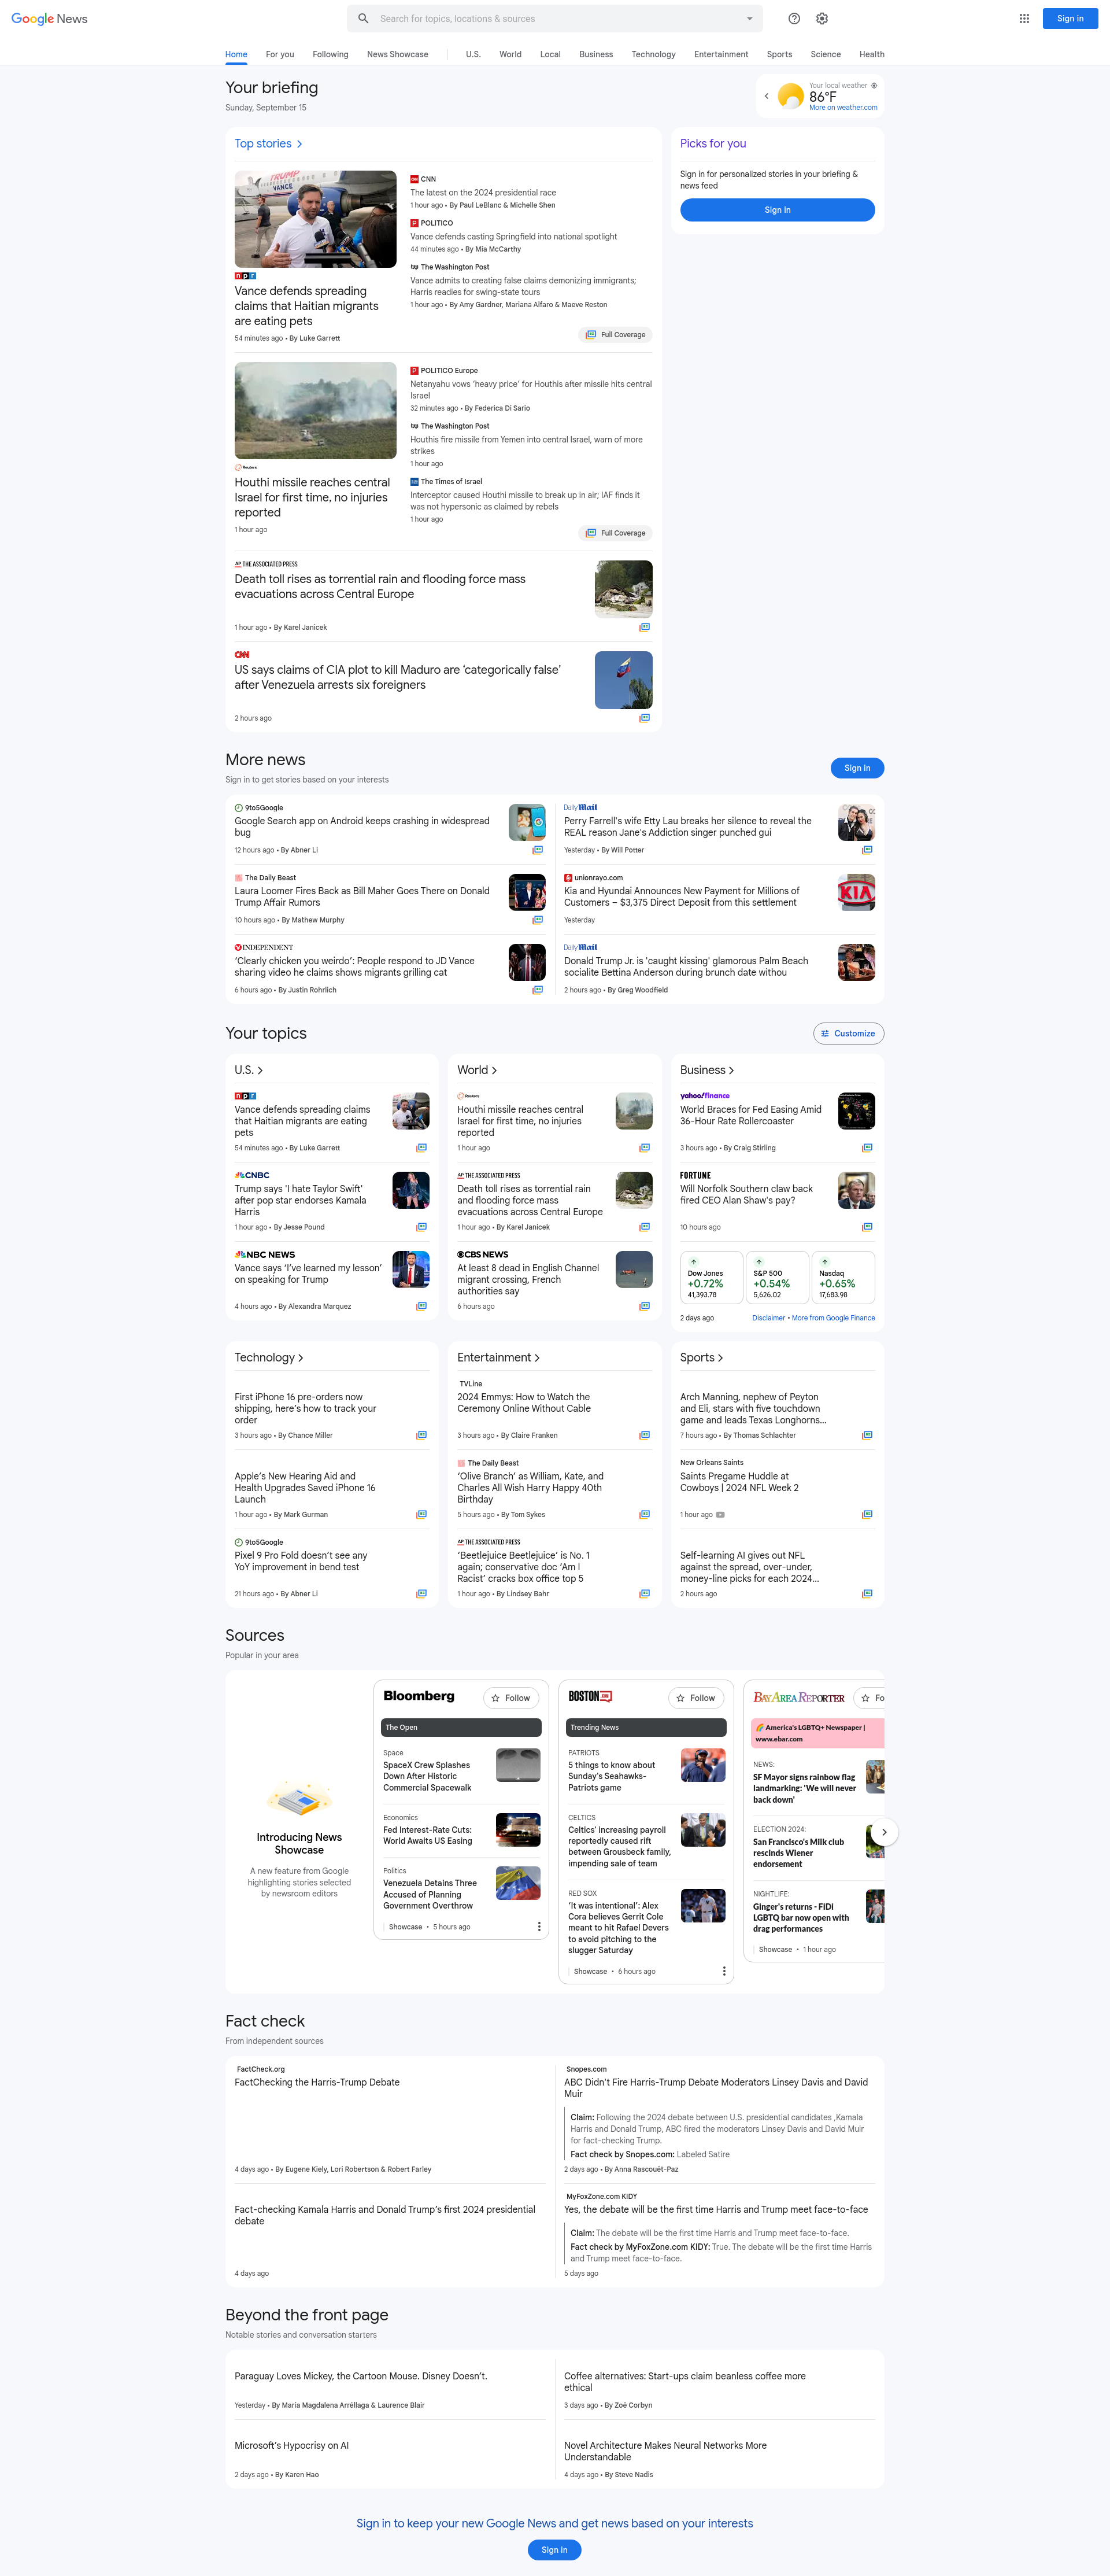 Google News
Search for topics, locations & sources
Sign in
Home
For you
Following
News Showcase
U.S.
World
Local
Business
Technology
Entertainment
Sports
Science
Health
Your briefing
Sunday, September 15
Your local weather
86°F
More on weather.com
Top stories
TRUMP
VANCE
npr
Vance defends spreading
claims that Haitian migrants
are eating pets
54 minutes ago • By Luke Garrett
CNN
The latest on the 2024 presidential race
1 hour ago • By Paul LeBlanc & Michelle Shen
POLITICO
Vance defends casting Springfield into national spotlight
44 minutes ago • By Mia McCarthy
The Washington Post
Vance admits to creating false claims demonizing immigrants;
Harris readies for swing-state tours
1 hour ago • By Amy Gardner, Mariana Alfaro & Maeve Reston
Full Coverage
Picks for you
Sign in for personalized stories in your briefing &
news feed
Sign in
Reuters
Houthi missile reaches central
Israel for first time, no injuries
reported
1 hour ago
POLITICO Europe
Netanyahu vows ‘heavy price’ for Houthis after missile hits central
Israel
32 minutes ago • By Federica Di Sario
The Washington Post
Houthis fire missile from Yemen into central Israel, warn of more
strikes
1 hour ago
The Times of Israel
Interceptor caused Houthi missile to break up in air; IAF finds it
was not hypersonic as claimed by rebels
1 hour ago
Full Coverage
AP THE ASSOCIATED PRESS
Death toll rises as torrential rain and flooding force mass
evacuations across Central Europe
1 hour ago • By Karel Janicek
CNN
US says claims of CIA plot to kill Maduro are ‘categorically false’
after Venezuela arrests six foreigners
2 hours ago
More news
Sign in to get stories based on your interests
Sign in
9to5Google
Google Search app on Android keeps crashing in widespread
bug
12 hours ago • By Abner Li
Daily Mail
Perry Farrell's wife Etty Lau breaks her silence to reveal the
REAL reason Jane's Addiction singer punched gui
Yesterday • By Will Potter
The Daily Beast
Laura Loomer Fires Back as Bill Maher Goes There on Donald
Trump Affair Rumors
10 hours ago • By Mathew Murphy
unionrayo.com
Kia and Hyundai Announces New Payment for Millions of
Customers – $3,375 Direct Deposit from this settlement
Yesterday
KIA
INDEPENDENT
‘Clearly chicken you weirdo’: People respond to JD Vance
sharing video he claims shows migrants grilling cat
6 hours ago • By Justin Rohrlich
Daily Mail
Donald Trump Jr. is 'caught kissing' glamorous Palm Beach
socialite Bettina Anderson during brunch date withou
2 hours ago • By Greg Woodfield
Your topics
Customize
U.S.
npr
Vance defends spreading claims
that Haitian migrants are eating
pets
54 minutes ago • By Luke Garrett
CNBC
Trump says 'I hate Taylor Swift'
after pop star endorses Kamala
Harris
1 hour ago • By Jesse Pound
NBC NEWS
Vance says ‘I’ve learned my lesson’
on speaking for Trump
4 hours ago • By Alexandra Marquez
World
Reuters
Houthi missile reaches central
Israel for first time, no injuries
reported
1 hour ago
AP THE ASSOCIATED PRESS
Death toll rises as torrential rain
and flooding force mass
evacuations across Central Europe
1 hour ago • By Karel Janicek
CBS NEWS
At least 8 dead in English Channel
migrant crossing, French
authorities say
6 hours ago
Business
yahoo!finance
World Braces for Fed Easing Amid
36-Hour Rate Rollercoaster
3 hours ago • By Craig Stirling
FORTUNE
Will Norfolk Southern claw back
fired CEO Alan Shaw's pay?
10 hours ago
Dow Jones
+0.72%
41,393.78
S&P 500
+0.54%
5,626.02
Nasdaq
+0.65%
17,683.98
2 days ago
Disclaimer • More from Google Finance
Technology
First iPhone 16 pre-orders now
shipping, here’s how to track your
order
3 hours ago • By Chance Miller
Apple’s New Hearing Aid and
Health Upgrades Saved iPhone 16
Launch
1 hour ago • By Mark Gurman
9to5Google
Pixel 9 Pro Fold doesn’t see any
YoY improvement in bend test
21 hours ago • By Abner Li
Entertainment
TVLine
2024 Emmys: How to Watch the
Ceremony Online Without Cable
3 hours ago • By Claire Franken
The Daily Beast
‘Olive Branch’ as William, Kate, and
Charles All Wish Harry Happy 40th
Birthday
5 hours ago • By Tom Sykes
AP THE ASSOCIATED PRESS
‘Beetlejuice Beetlejuice’ is No. 1
again; conservative doc ‘Am I
Racist’ cracks box office top 5
1 hour ago • By Lindsey Bahr
Sports
Arch Manning, nephew of Peyton
and Eli, stars with five touchdown
game and leads Texas Longhorns…
7 hours ago • By Thomas Schlachter
New Orleans Saints
Saints Pregame Huddle at
Cowboys | 2024 NFL Week 2
1 hour ago
Self-learning AI gives out NFL
against the spread, over-under,
money-line picks for each 2024…
2 hours ago
Sources
Popular in your area
Introducing News
Showcase
A new feature from Google
highlighting stories selected
by newsroom editors
Bloomberg
Follow
The Open
Space
SpaceX Crew Splashes
Down After Historic
Commercial Spacewalk
Economics
Fed Interest-Rate Cuts:
World Awaits US Easing
Politics
Venezuela Detains Three
Accused of Planning
Government Overthrow
Showcase • 5 hours ago
BOSTON.COM
Follow
Trending News
PATRIOTS
5 things to know about
Sunday's Seahawks-
Patriots game
CELTICS
Celtics' increasing payroll
reportedly caused rift
between Grousbeck family,
impending sale of team
RED SOX
‘It was intentional’: Alex
Cora believes Gerrit Cole
meant to hit Rafael Devers
to avoid pitching to the
slugger Saturday
Showcase • 6 hours ago
BAY AREA REPORTER
Fo
America's LGBTQ+ Newspaper |
www.ebar.com
NEWS:
SF Mayor signs rainbow flag
landmarking: 'We will never
back down'
ELECTION 2024:
San Francisco's Milk club
rescinds Wiener
endorsement
NIGHTLIFE:
Ginger's returns - FiDi
LGBTQ bar now open with
drag performances
Showcase • 1 hour ago
Fact check
From independent sources
FactCheck.org
FactChecking the Harris-Trump Debate
4 days ago • By Eugene Kiely, Lori Robertson & Robert Farley
Snopes.com
ABC Didn't Fire Harris-Trump Debate Moderators Linsey Davis and David
Muir
Claim: Following the 2024 debate between U.S. presidential candidates ,Kamala
Harris and Donald Trump, ABC fired the moderators Linsey Davis and David Muir
for fact-checking Trump.
Fact check by Snopes.com: Labeled Satire
2 days ago • By Anna Rascouët-Paz
Fact-checking Kamala Harris and Donald Trump’s first 2024 presidential
debate
4 days ago
MyFoxZone.com KIDY
Yes, the debate will be the first time Harris and Trump meet face-to-face
Claim: The debate will be the first time Harris and Trump meet face-to-face.
Fact check by MyFoxZone.com KIDY: True. The debate will be the first time Harris
and Trump meet face-to-face.
5 days ago
Beyond the front page
Notable stories and conversation starters
Paraguay Loves Mickey, the Cartoon Mouse. Disney Doesn’t.
Yesterday • By María Magdalena Arréllaga & Laurence Blair
Coffee alternatives: Start-ups claim beanless coffee more
ethical
3 days ago • By Zoë Corbyn
Microsoft’s Hypocrisy on AI
2 days ago • By Karen Hao
Novel Architecture Makes Neural Networks More
Understandable
4 days ago • By Steve Nadis
Sign in to keep your new Google News and get news based on your interests
Sign in